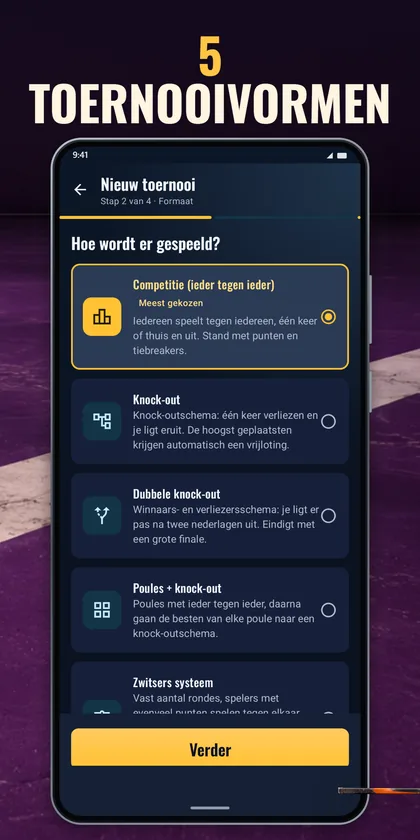 5
TOERNOOIVORMEN
9:41
Nieuw toernooi
Stap 2 van 4 · Formaat
Hoe wordt er gespeeld?
Competitie (ieder tegen ieder)
Meest gekozen
Iedereen speelt tegen iedereen, één keer
of thuis en uit. Stand met punten en
tiebreakers.
Knock-out
Knock-outschema: één keer verliezen en
je ligt eruit. De hoogst geplaatsten
krijgen automatisch een vrijloting.
Dubbele knock-out
Winnaars- en verliezersschema: je ligt er
pas na twee nederlagen uit. Eindigt met
een grote finale.
Poules + knock-out
Poules met ieder tegen ieder, daarna
gaan de besten van elke poule naar een
knock-outschema.
Zwitsers systeem
Vast aantal rondes, spelers met
evenveel punten spelen tegen elkaar
Verder